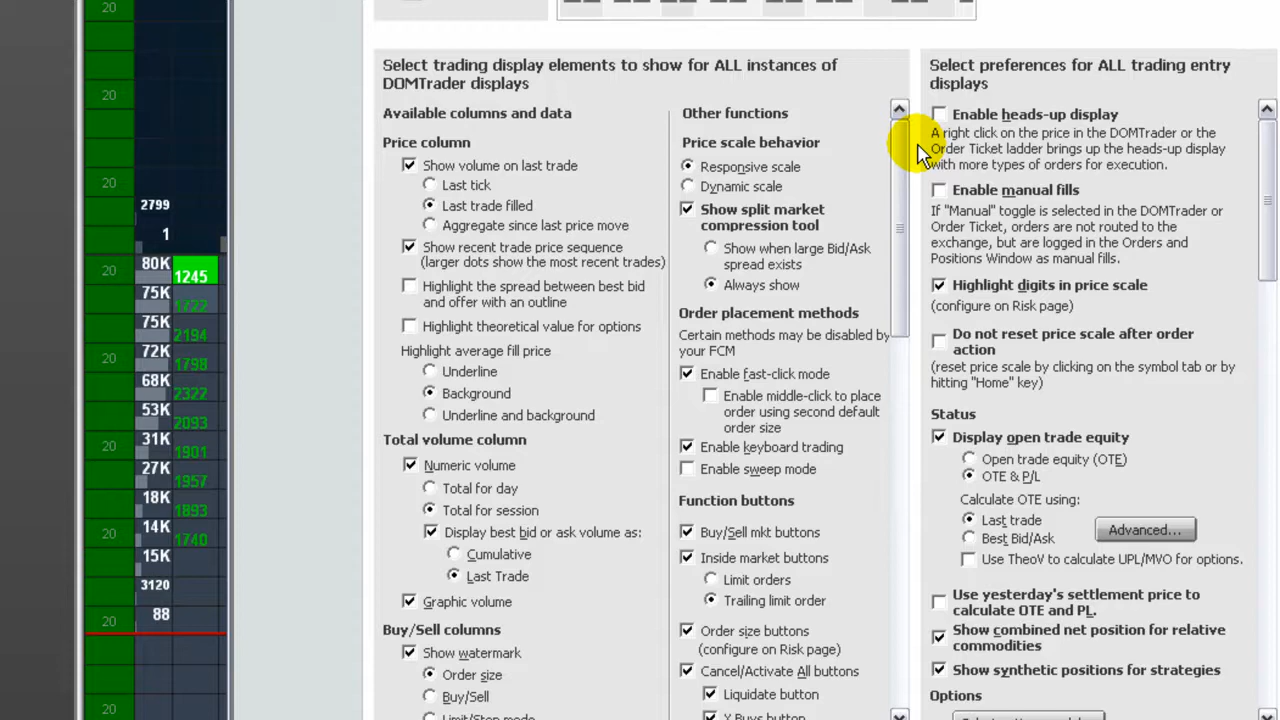 20
20
20
20
20
20
20
20
20
2799
1
80K 1245
75K 1722
75K 2194
72K 1798
68K 2322
53K 2093
31K 1901
27K 1957
18K 1893
14K 1740
15K
3120
88
Select trading display elements to show for ALL instances of
DOMTrader displays
Available columns and data
Price column
Show volume on last trade
Last tick
Last trade filled
Aggregate since last price move
Show recent trade price sequence
(larger dots show the most recent trades)
Highlight the spread between best bid
and offer with an outline
Highlight theoretical value for options
Highlight average fill price
Underline
Background
Underline and background
Total volume column
Numeric volume
Total for day
Total for session
Display best bid or ask volume as:
Cumulative
Last Trade
Graphic volume
Buy/Sell columns
Show watermark
Order size
Buy/Sell
Limit/Stop mode
Other functions
Price scale behavior
Responsive scale
Dynamic scale
Show split market
compression tool
Show when large Bid/Ask
spread exists
Always show
Order placement methods
Certain methods may be disabled by
your FCM
Enable fast-click mode
Enable middle-click to place
order using second default
order size
Enable keyboard trading
Enable sweep mode
Function buttons
Buy/Sell mkt buttons
Inside market buttons
Limit orders
Trailing limit order
Order size buttons
(configure on Risk page)
Cancel/Activate All buttons
Liquidate button
X Buys button
Select preferences for ALL trading entry
displays
Enable heads-up display
A right click on the price in the DOMTrader or the
Order Ticket ladder brings up the heads-up display
with more types of orders for execution.
Enable manual fills
If "Manual" toggle is selected in the DOMTrader or
Order Ticket, orders are not routed to the
exchange, but are logged in the Orders and
Positions Window as manual fills.
Highlight digits in price scale
(configure on Risk page)
Do not reset price scale after order
action
(reset price scale by clicking on the symbol tab or by
hitting "Home" key)
Status
Display open trade equity
Open trade equity (OTE)
OTE & P/L
Calculate OTE using:
Last trade
Best Bid/Ask
Advanced...
Use TheoV to calculate UPL/MVO for options.
Use yesterday's settlement price to
calculate OTE and PL.
Show combined net position for relative
commodities
Show synthetic positions for strategies
Options